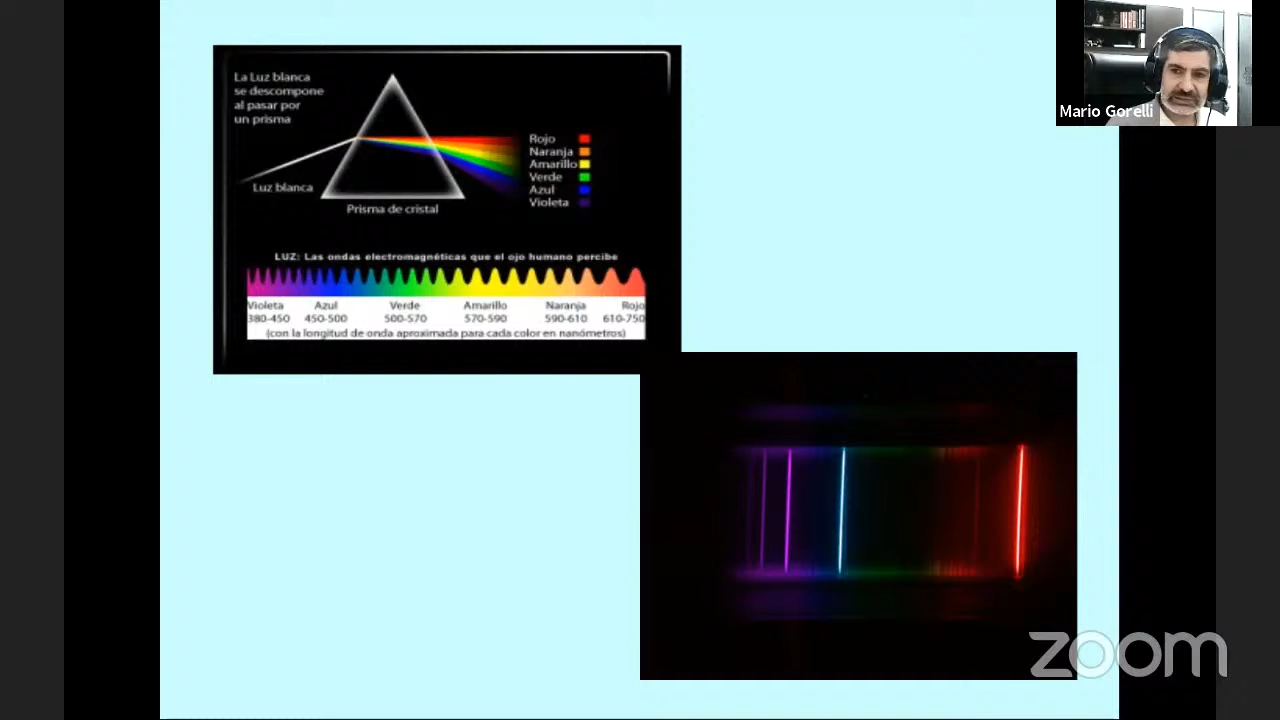 La Luz blanca
se descompone
al pasar por
un prisma
Luz blanca
Prisma de cristal
Rojo
Naranja
Amarillo
Verde
Azul
Violeta
LUZ: Las ondas electromagnéticas que el ojo humano percibe
Violeta Azul Verde Amarillo Naranja Rojo
380-450 450-500 500-570 570-590 590-610 610-750
(con la longitud de onda aproximada para cada color en nanómetros)
Mario Gorelli
zoom